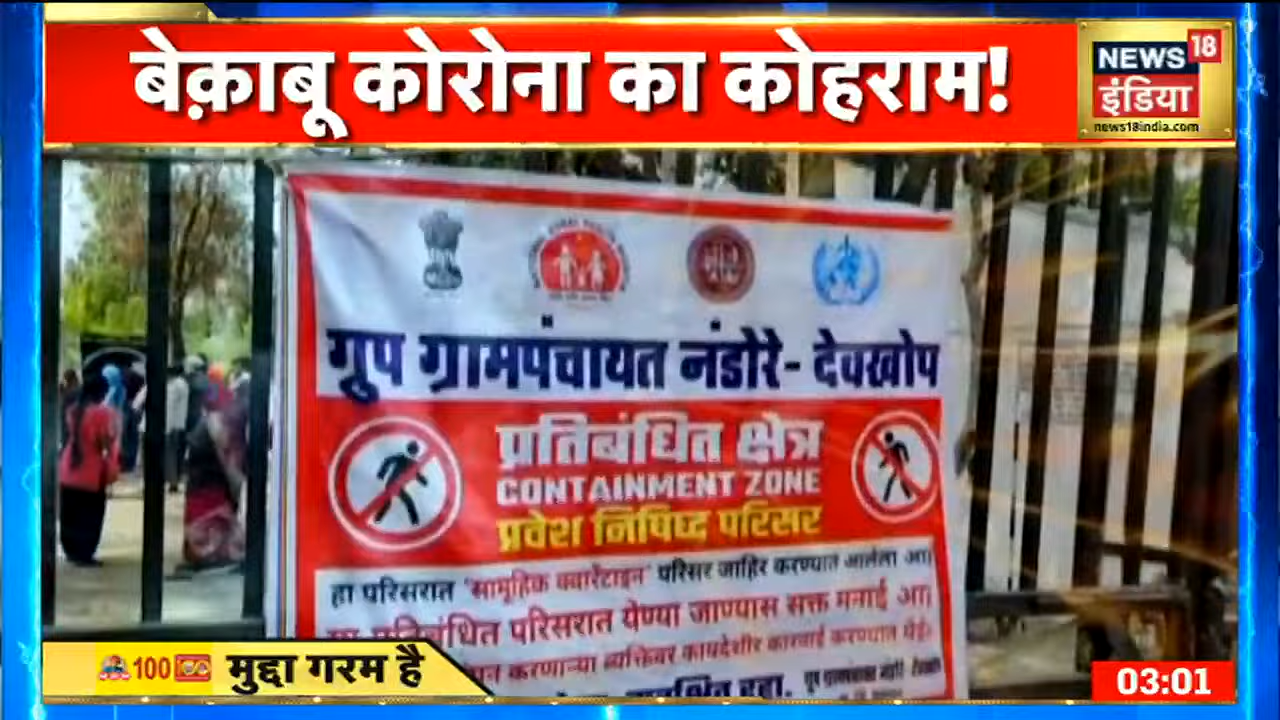 बेक़ाबू कोरोना का कोहराम!
NEWS 18
इंडिया
news18india.com
ग्रुप ग्रामपंचायत नंडोरे- देवखोप
प्रतिबंधित क्षेत्र
CONTAINMENT ZONE
प्रवेश निषिध्द परिसर
हा परिसरात "सामूहिक क्वारंटाइन" परिसर जाहिर करण्यात आलेला आ
प्रतिबंधित परिसरात येण्या जाण्यास सक्त मनाई आ
करणाऱ्या व्यक्तिवर कायदेशीर कारवाई करण्यात येई
रहा.
100 मुद्दा गरम है
03:01